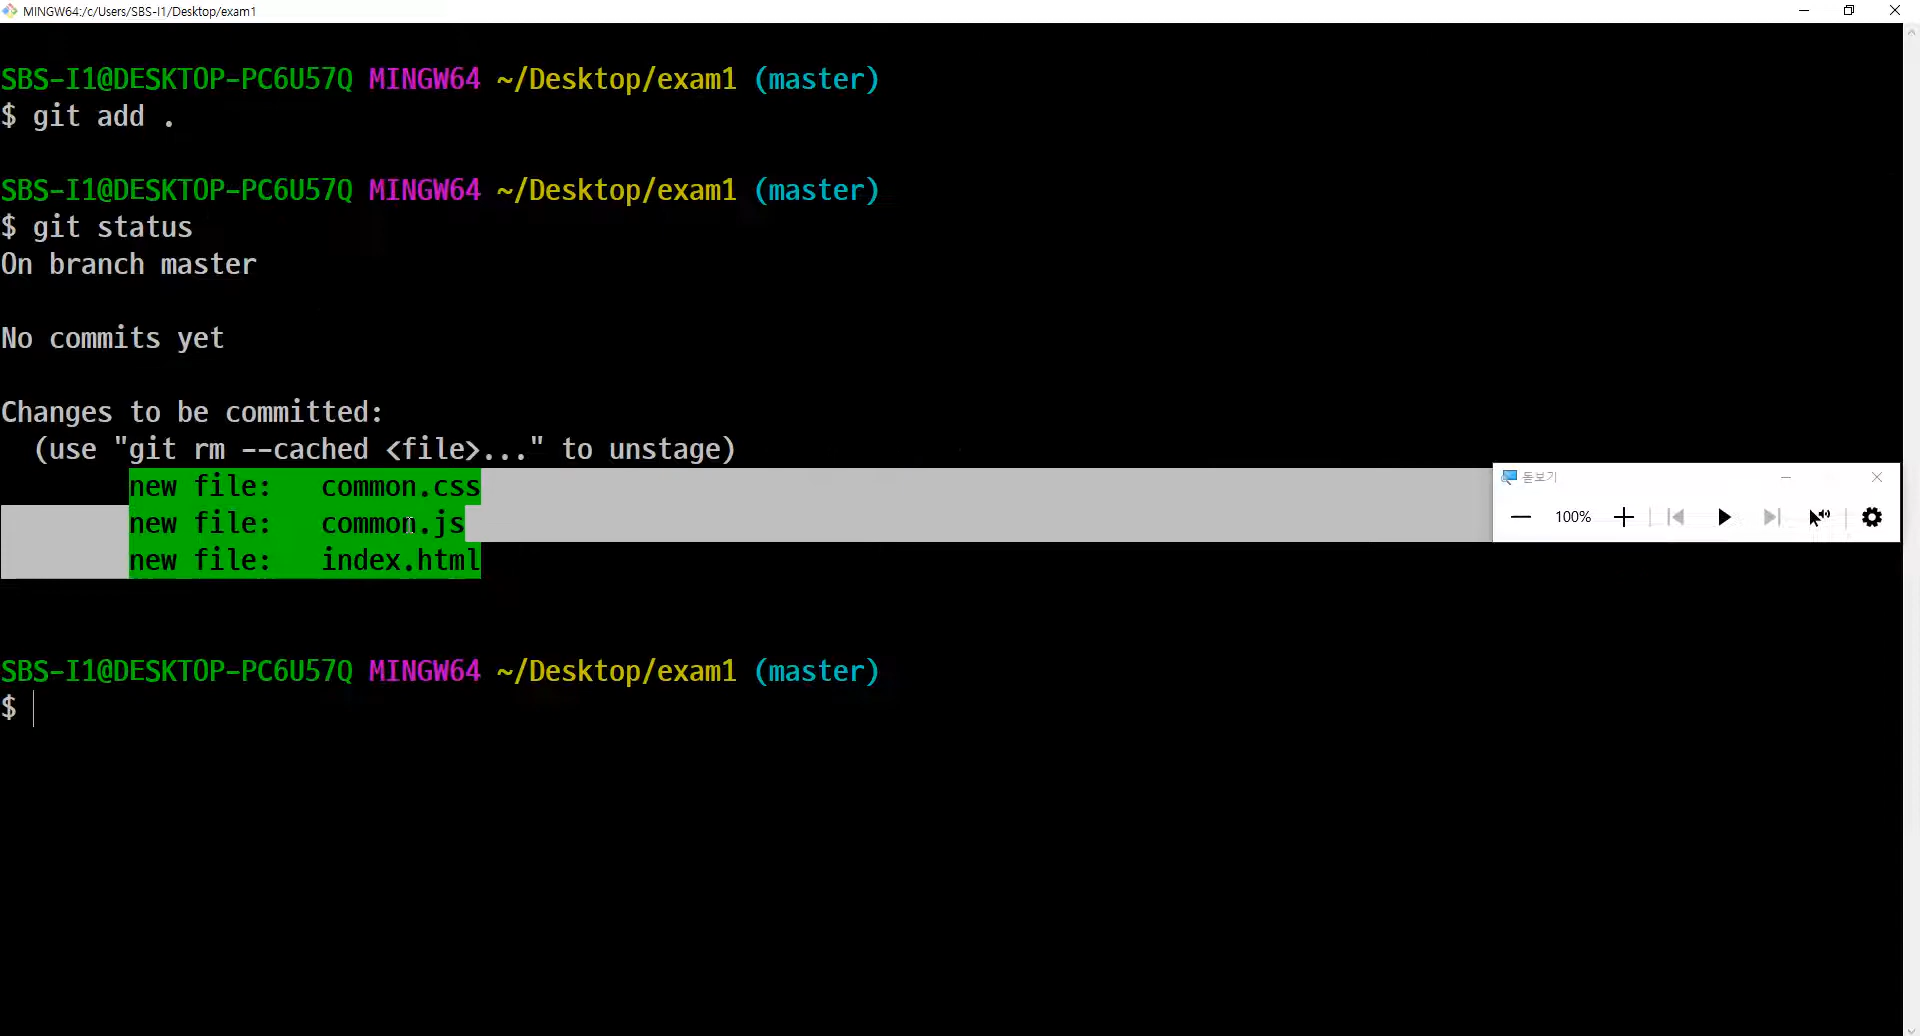 MINGW64:/c/Users/SBS-I1/Desktop/exam1
SBS-I1@DESKTOP-PC6U57Q MINGW64 ~/Desktop/exam1 (master)
$ git add .
SBS-I1@DESKTOP-PC6U57Q MINGW64 ~/Desktop/exam1 (master)
$ git status
On branch master
No commits yet
Changes to be committed:
(use "git rm --cached <file>..." to unstage)
new file:   common.css
new file:   common.js
new file:   index.html
돋보기
100%
SBS-I1@DESKTOP-PC6U57Q MINGW64 ~/Desktop/exam1 (master)
$